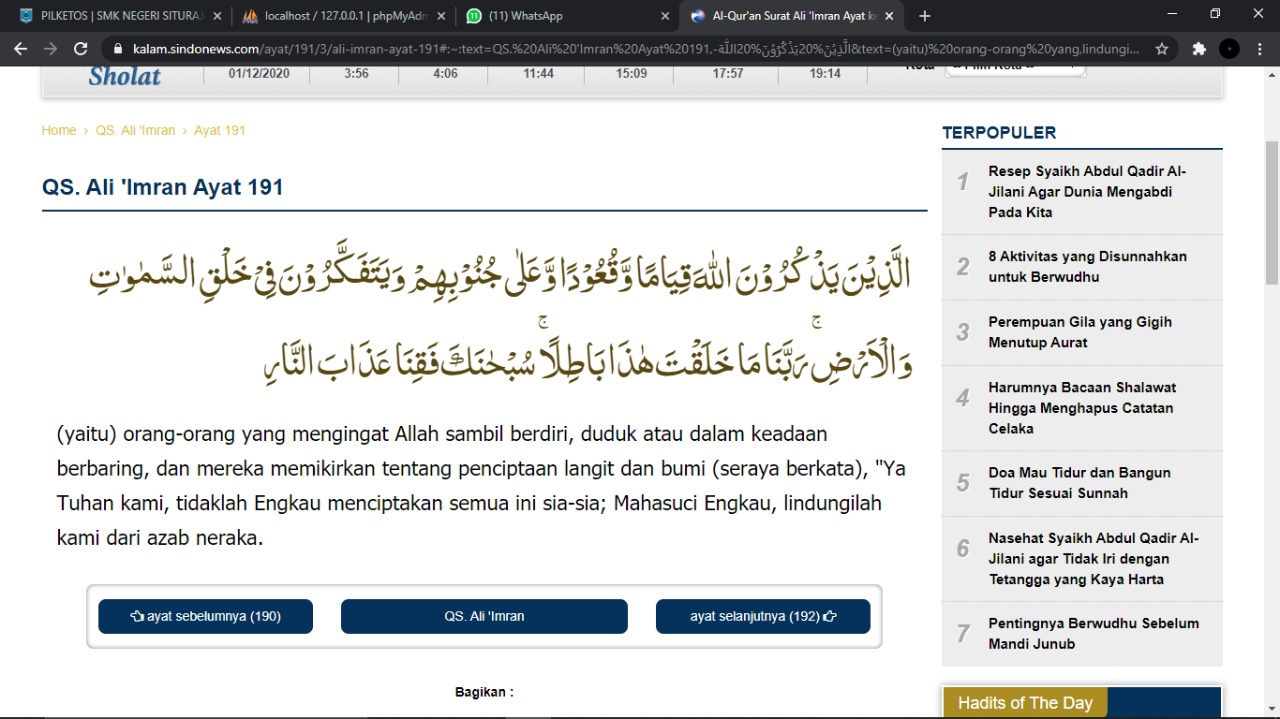 PILKETOS | SMK NEGERI SITURAJ
localhost / 127.0.0.1 | phpMyAdm
(11) WhatsApp
Al-Qur'an Surat Ali 'Imran Ayat k
kalam.sindonews.com/ayat/191/3/ali-imran-ayat-191#:~:text=QS.%20Ali%20'Imran%20Ayat%20191,-الَّذِيْنَ%20يَذْكُرُوْنَ%20اللّٰهَ&text=(yaitu)%20orang-orang%20yang,lindungi...
Sholat
01/12/2020 3:56 4:06 11:44 15:09 17:57 19:14
Home › QS. Ali 'Imran › Ayat 191
QS. Ali 'Imran Ayat 191
الَّذِيْنَ يَذْكُرُوْنَ اللّٰهَ قِيَامًا وَّقُعُوْدًا وَّعَلٰى جُنُوْبِهِمْ وَيَتَفَكَّرُوْنَ فِيْ خَلْقِ السَّمٰوٰتِ
وَالْاَرْضِۚ رَبَّنَا مَا خَلَقْتَ هٰذَا بَاطِلًاۚ سُبْحٰنَكَ فَقِنَا عَذَابَ النَّارِ
(yaitu) orang-orang yang mengingat Allah sambil berdiri, duduk atau dalam keadaan
berbaring, dan mereka memikirkan tentang penciptaan langit dan bumi (seraya berkata), "Ya
Tuhan kami, tidaklah Engkau menciptakan semua ini sia-sia; Mahasuci Engkau, lindungilah
kami dari azab neraka.
ayat sebelumnya (190)
QS. Ali 'Imran
ayat selanjutnya (192)
Bagikan :
TERPOPULER
1
Resep Syaikh Abdul Qadir Al-
Jilani Agar Dunia Mengabdi
Pada Kita
2
8 Aktivitas yang Disunnahkan
untuk Berwudhu
3
Perempuan Gila yang Gigih
Menutup Aurat
4
Harumnya Bacaan Shalawat
Hingga Menghapus Catatan
Celaka
5
Doa Mau Tidur dan Bangun
Tidur Sesuai Sunnah
6
Nasehat Syaikh Abdul Qadir Al-
Jilani agar Tidak Iri dengan
Tetangga yang Kaya Harta
7
Pentingnya Berwudhu Sebelum
Mandi Junub
Hadits of The Day